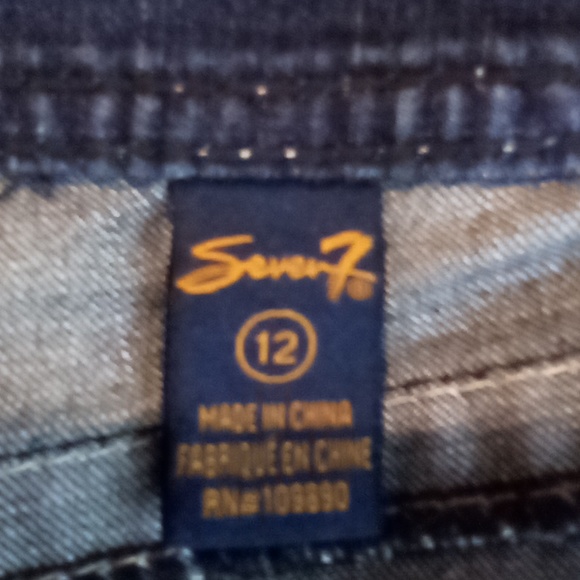 Seven7®
12
MADE IN CHINA
FABRIQUÉ EN CHINE
RN#109890